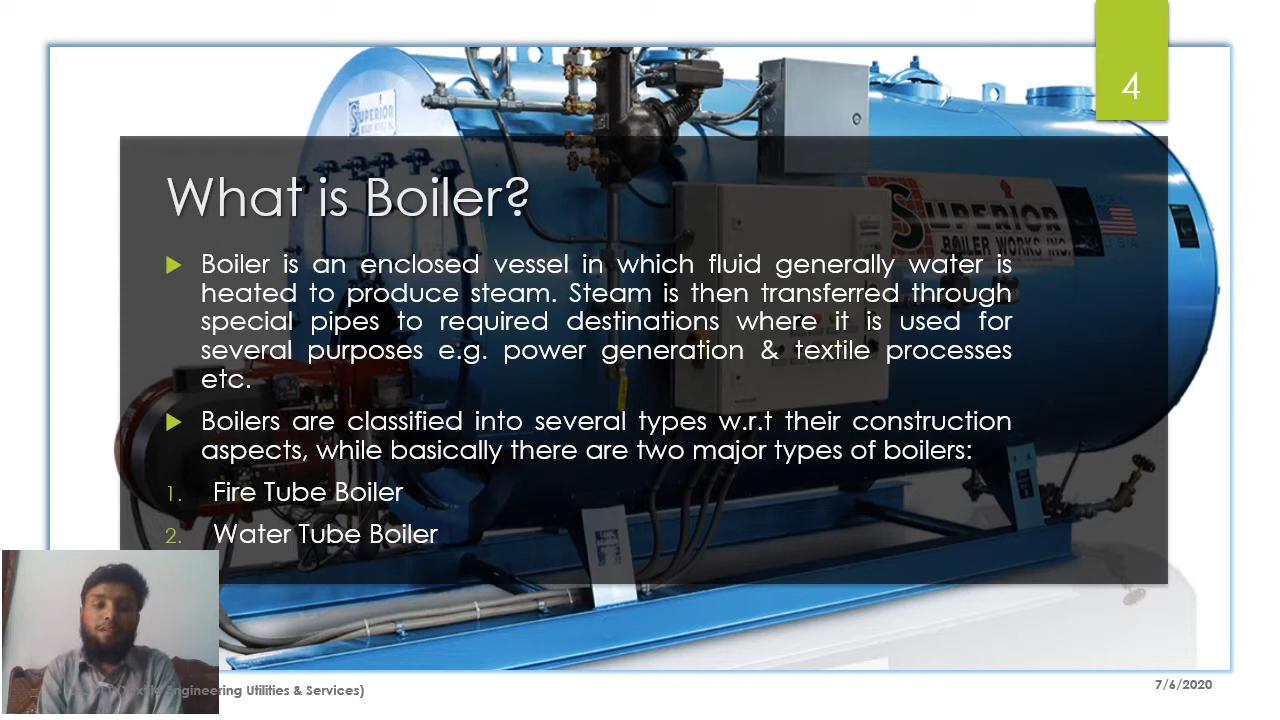 4
SUPERIOR
What is Boiler?
SUPERIOR
BOILER WORKS INC.
Boiler is an enclosed vessel in which fluid generally water is
heated to produce steam. Steam is then transferred through
special pipes to required destinations where it is used for
several purposes e.g. power generation & textile processes
etc.
Boilers are classified into several types w.r.t their construction
aspects, while basically there are two major types of boilers:
1. Fire Tube Boiler
2. Water Tube Boiler
Engineering Utilities & Services)
7/6/2020